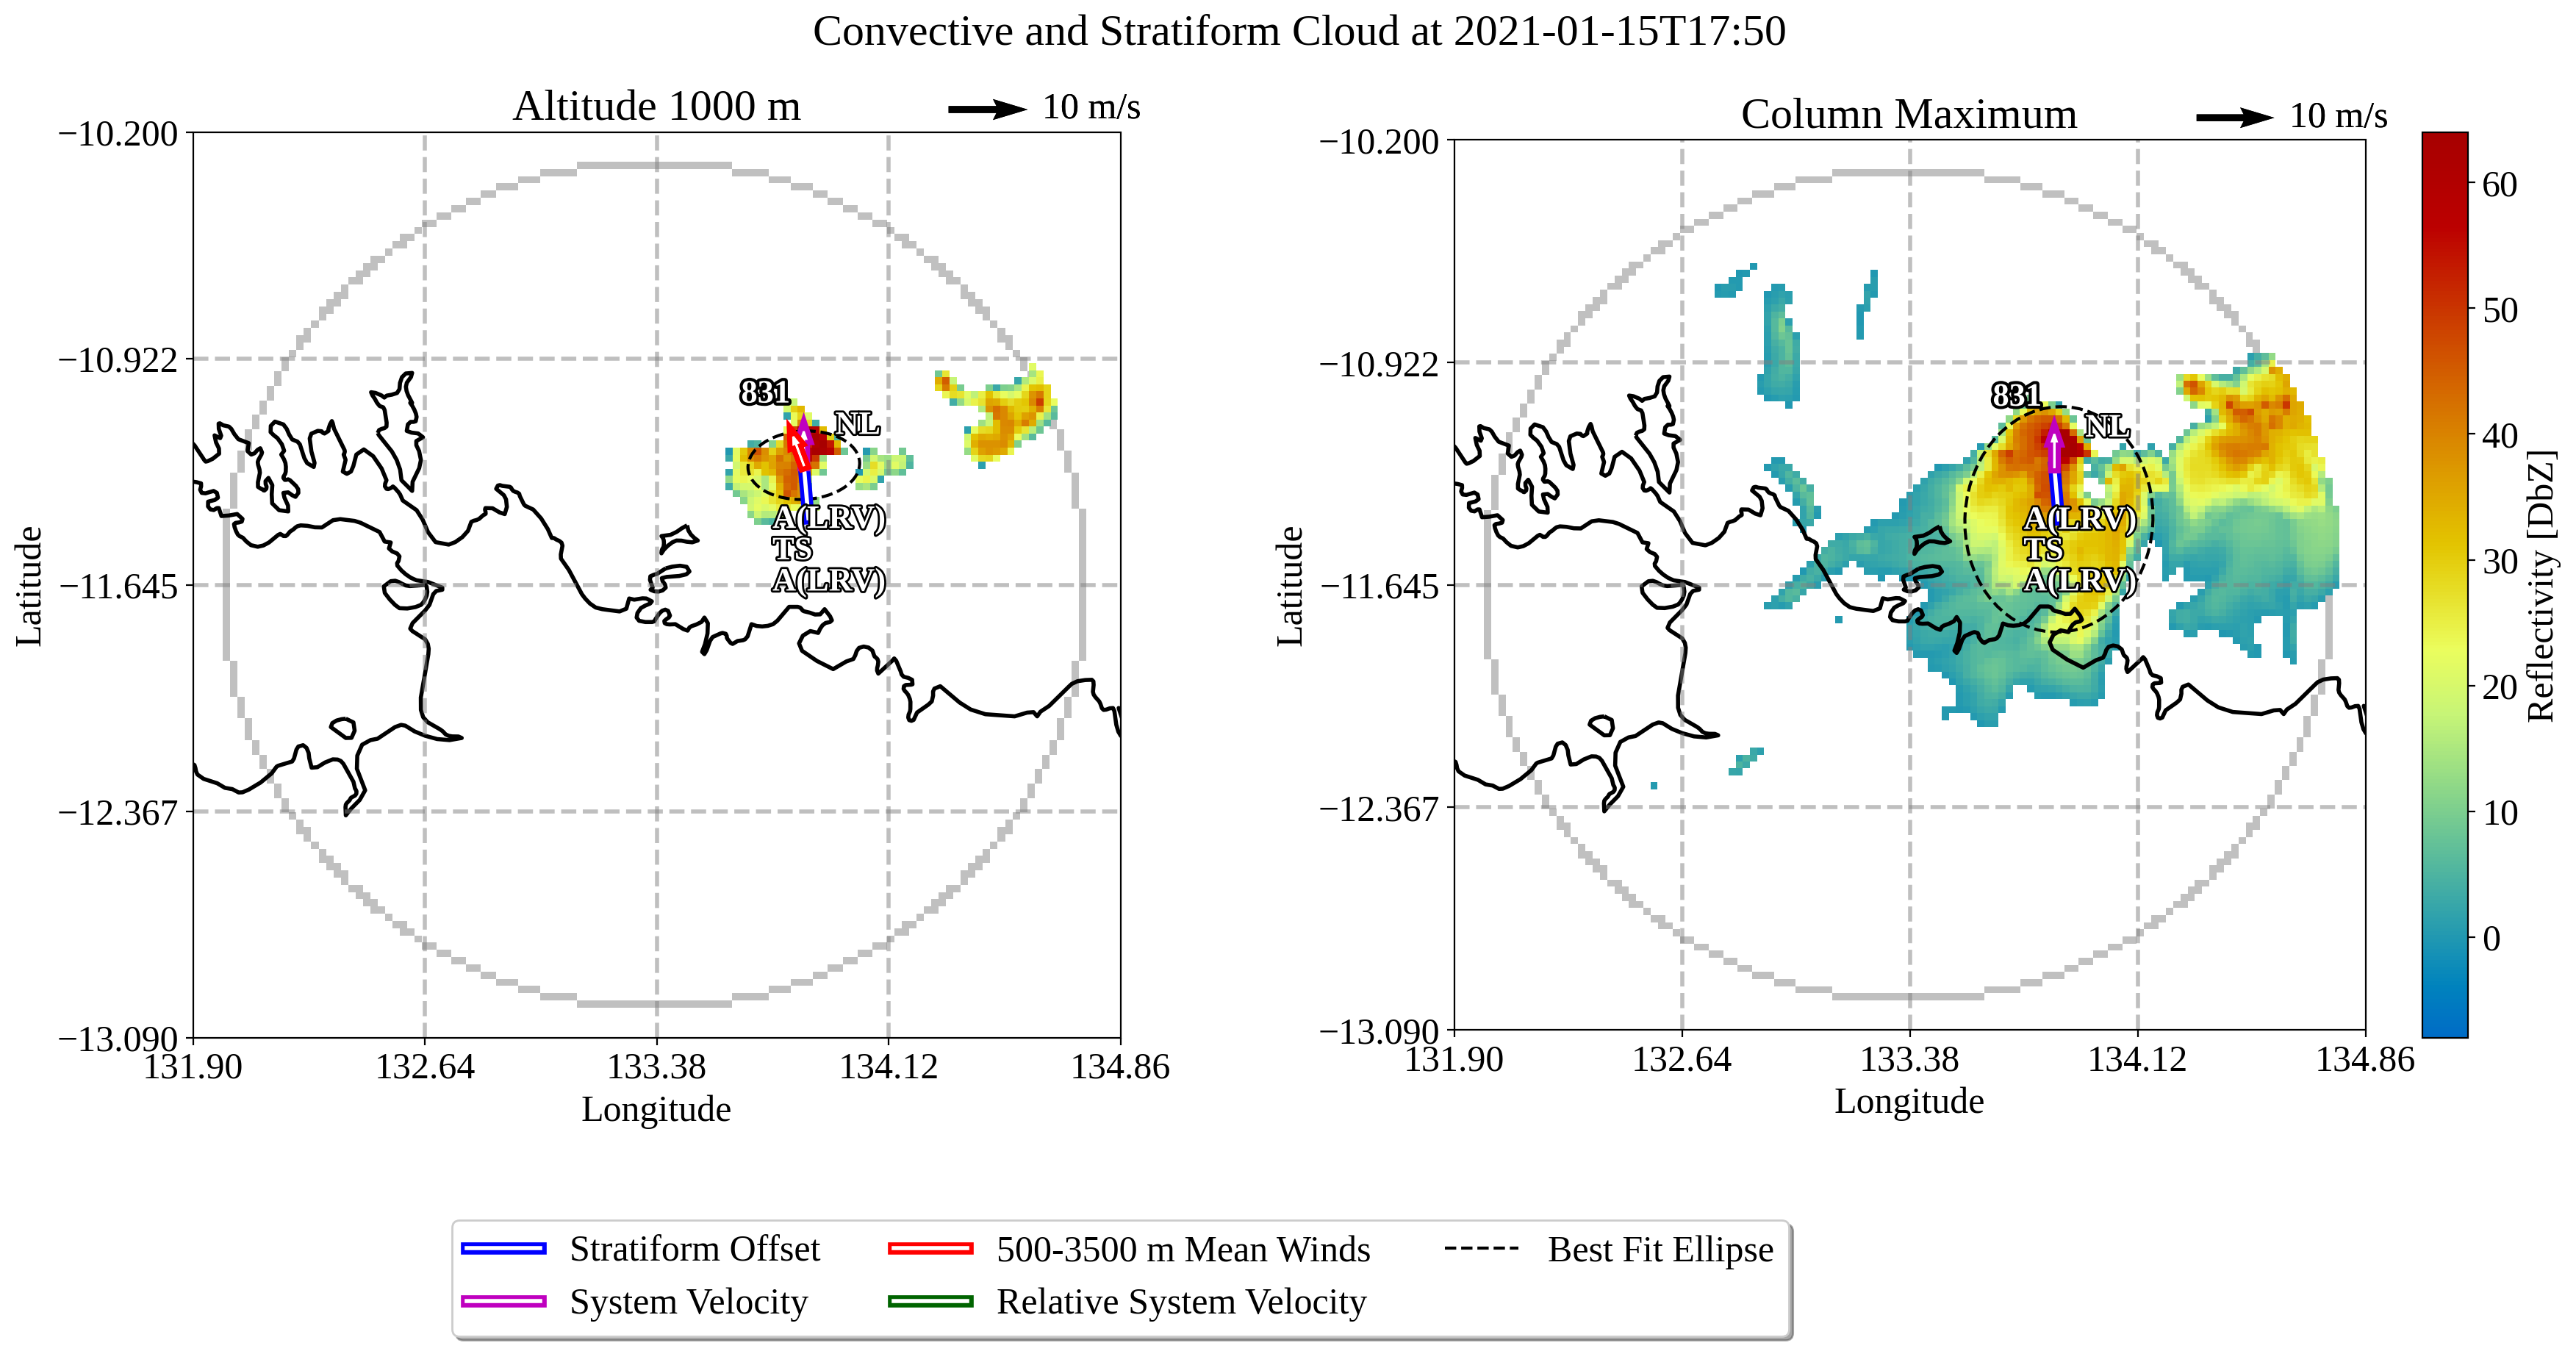 Convective and Stratiform Cloud at 2021-01-15T17:50
Altitude 1000 m
10 m/s
−10.200
−10.922
−11.645
−12.367
−13.090
Latitude
131.90
132.64
133.38
134.12
134.86
Longitude
831
NL
A(LRV)
TS
A(LRV)
Column Maximum
10 m/s
−10.200
−10.922
−11.645
−12.367
−13.090
Latitude
131.90
132.64
133.38
134.12
134.86
Longitude
831
NL
A(LRV)
TS
A(LRV)
60
50
40
30
20
10
0
Reflectivity [DbZ]
Stratiform Offset
System Velocity
500-3500 m Mean Winds
Relative System Velocity
Best Fit Ellipse